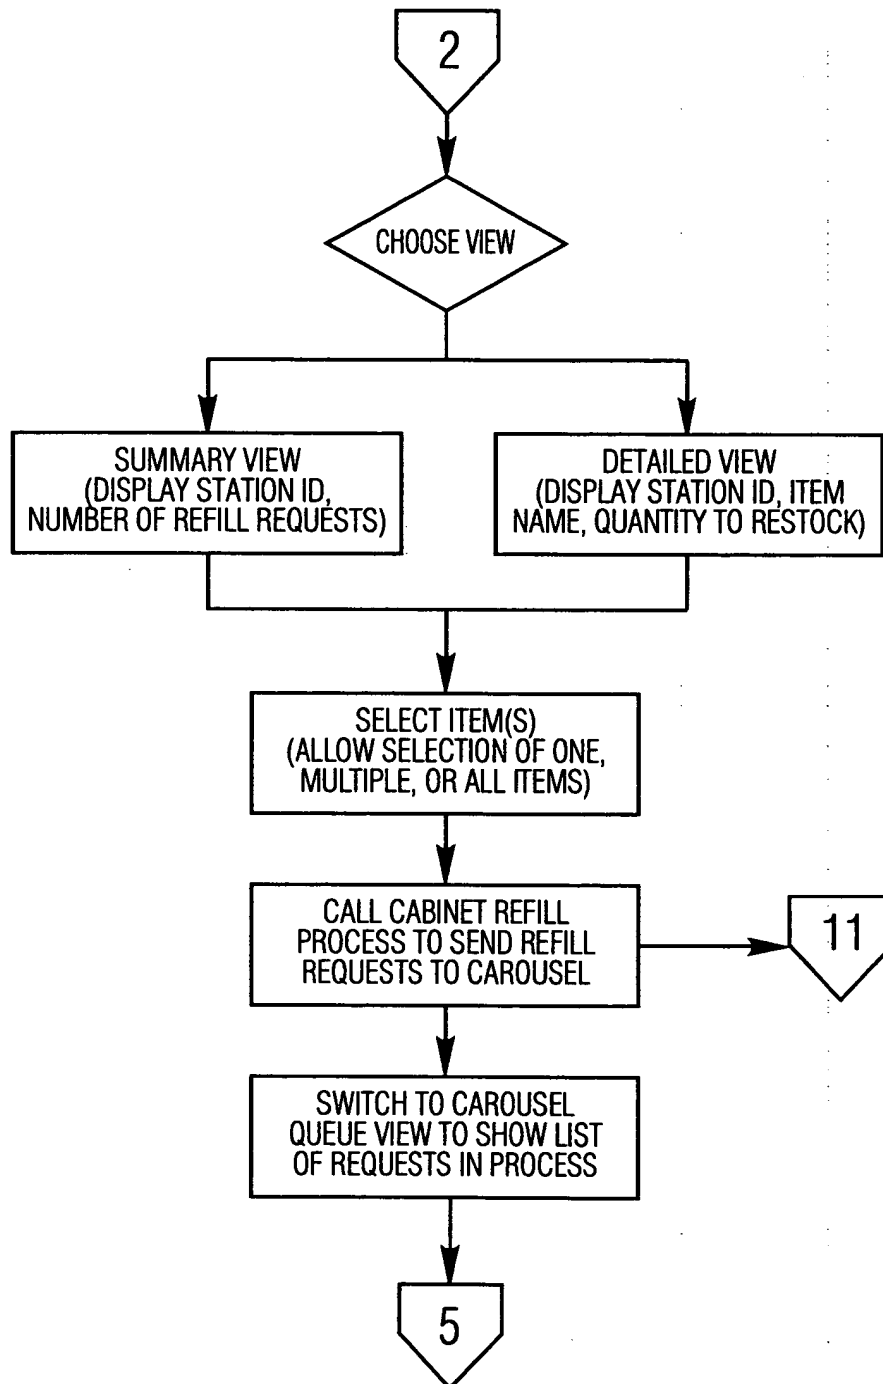 2
CHOOSE VIEW
SUMMARY VIEW
(DISPLAY STATION ID,
NUMBER OF REFILL REQUESTS)
DETAILED VIEW
(DISPLAY STATION ID, ITEM
NAME, QUANTITY TO RESTOCK)
SELECT ITEM(S)
(ALLOW SELECTION OF ONE,
MULTIPLE, OR ALL ITEMS)
CALL CABINET REFILL
PROCESS TO SEND REFILL
REQUESTS TO CAROUSEL
11
SWITCH TO CAROUSEL
QUEUE VIEW TO SHOW LIST
OF REQUESTS IN PROCESS
5